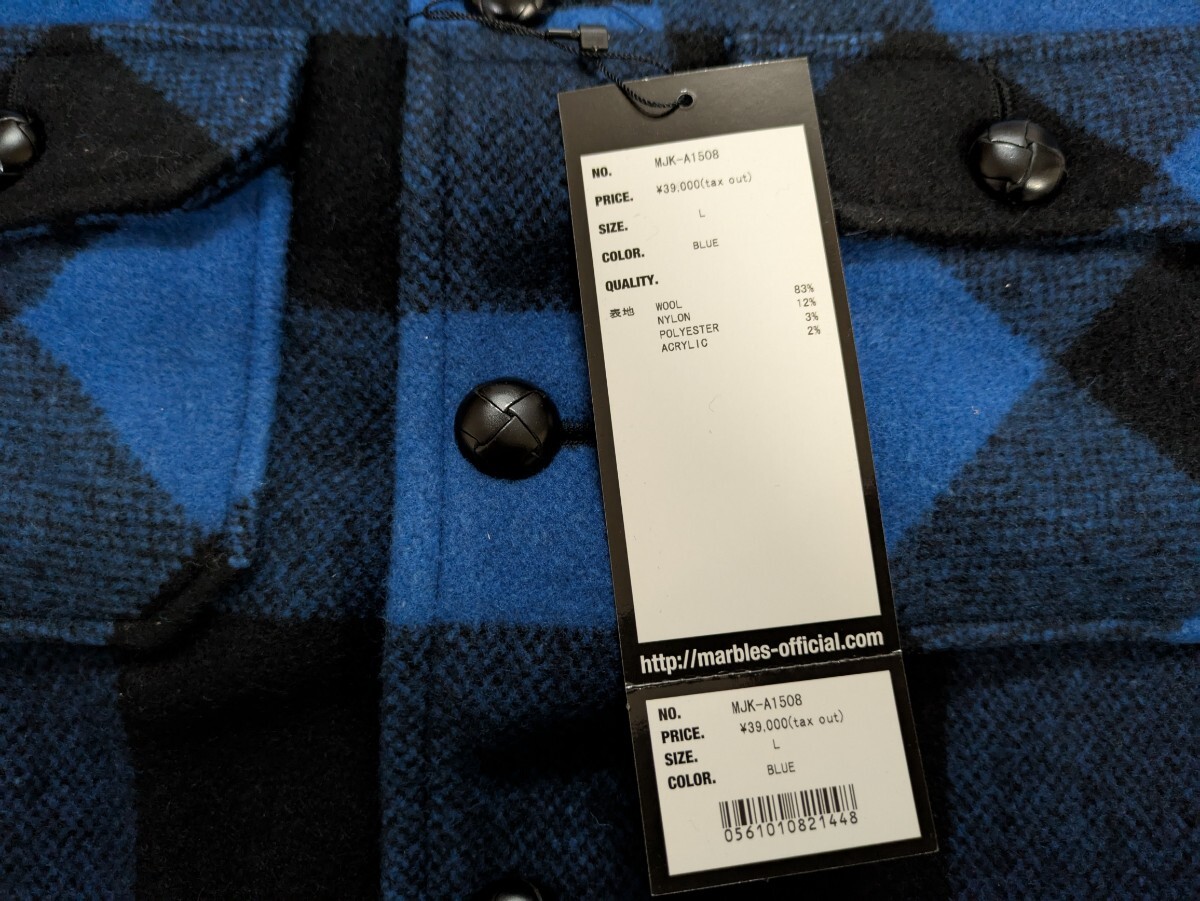 NO. MJK-A1508
PRICE. ¥39,000(tax out)
SIZE. L
COLOR. BLUE
QUALITY.
表地 WOOL 83%
NYLON 12%
POLYESTER 3%
ACRYLIC 2%
http://marbles-official.com
NO. MJK-A1508
PRICE. ¥39,000(tax out)
SIZE. L
COLOR. BLUE
0561010821448